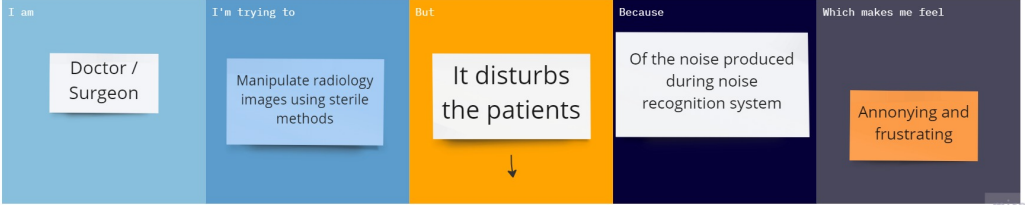 I am
Doctor /
Surgeon
I'm trying to
Manipulate radiology
images using sterile
methods
But
It disturbs
the patients
Because
Of the noise produced
during noise
recognition system
Which makes me feel
Annonying and
frustrating